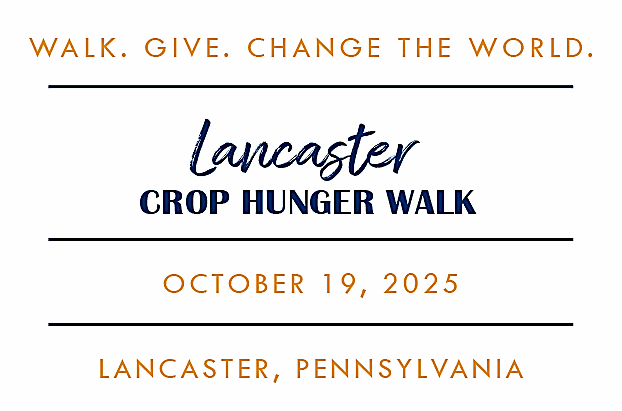 WALK. GIVE. CHANGE THE WORLD.
Lancaster
CROP HUNGER WALK
OCTOBER 19, 2025
LANCASTER, PENNSYLVANIA